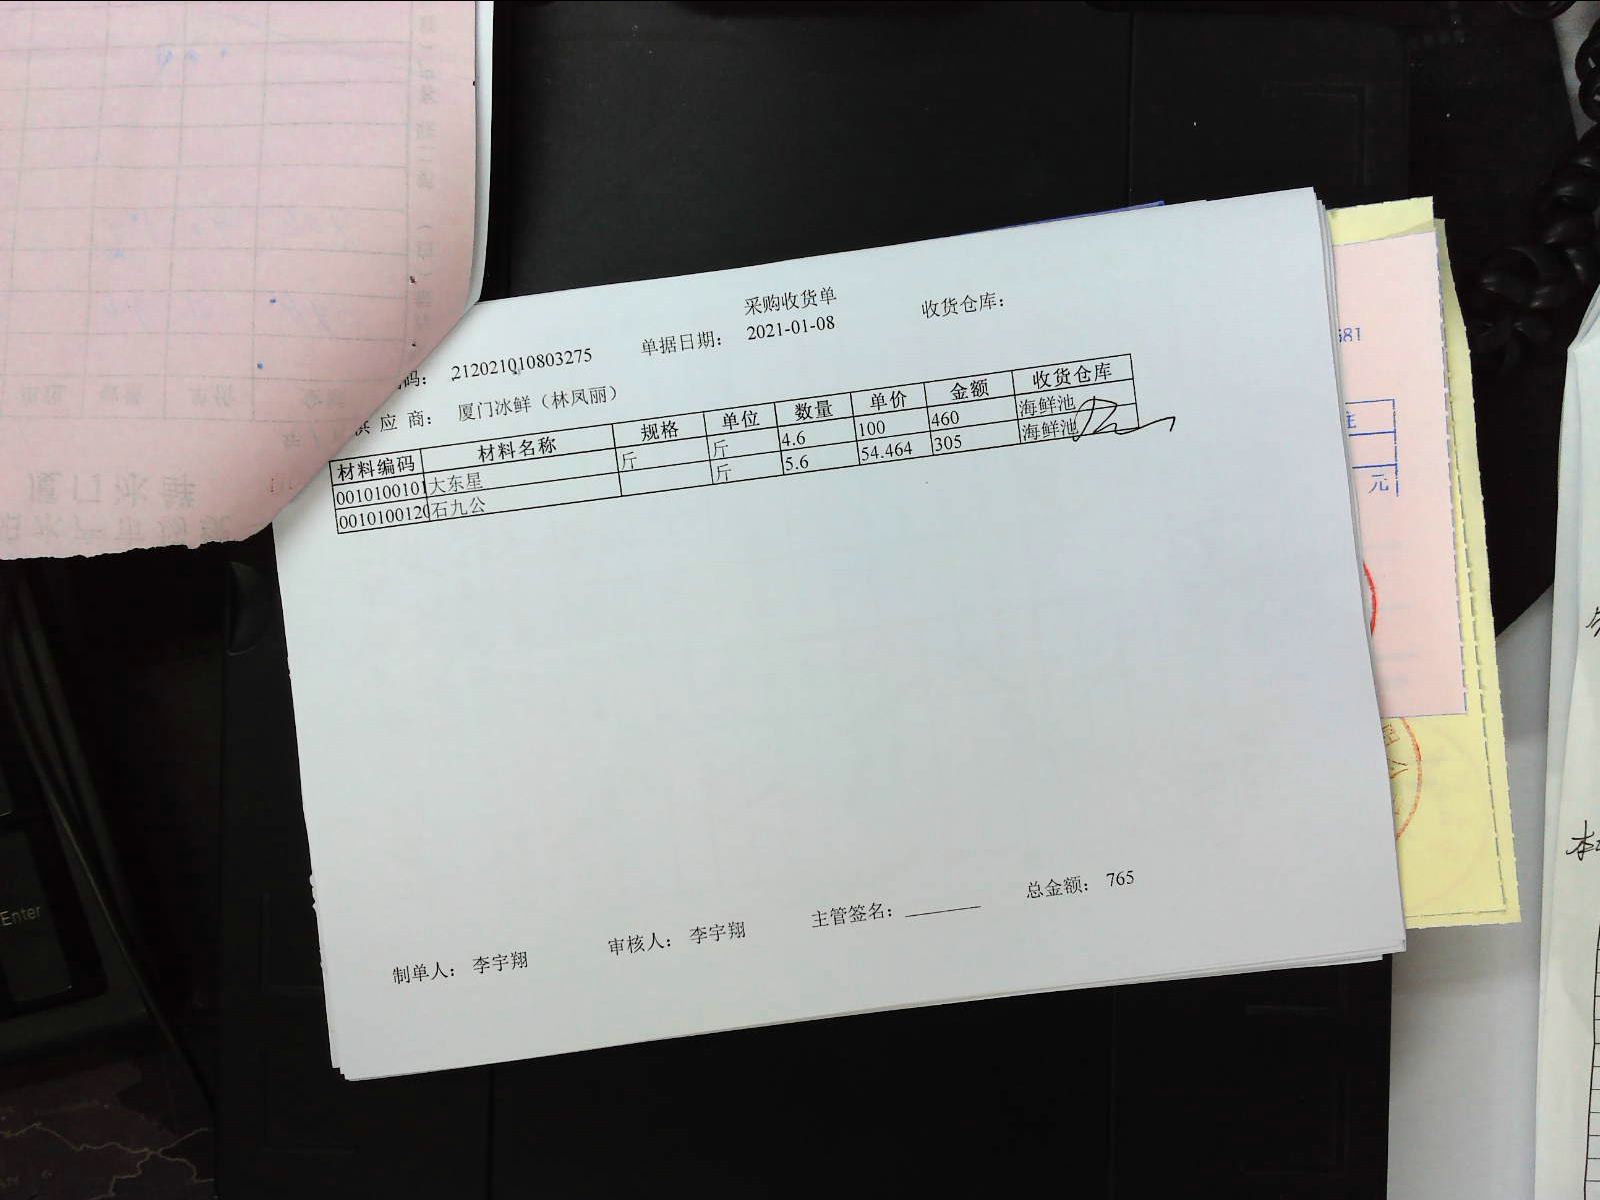 采购收货单
码: 212021010803275 单据日期: 2021-01-08 收货仓库:
供 应 商: 厦门冰鲜（林凤丽）
材料编码 材料名称 规格 单位 数量 单价 金额 收货仓库
0010100101 大东星 斤 斤 4.6 100 460 海鲜池
0010100120 石九公 斤 5.6 54.464 305 海鲜池
制单人: 李宇翔 审核人: 李宇翔 主管签名: 总金额: 765
681
元
Enter